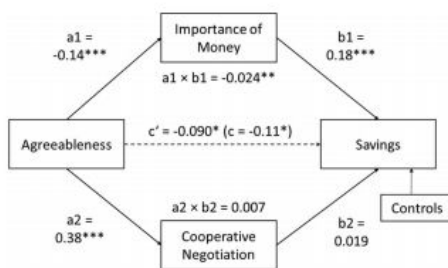 a1 =
-0.14***
Importance of
Money
b1 =
0.18***
a1 × b1 = -0.024**
Agreeableness
c' = -0.090* (c = -0.11*)
Savings
a2 =
0.38***
a2 × b2 = 0.007
Cooperative
Negotiation
b2 =
0.019
Controls